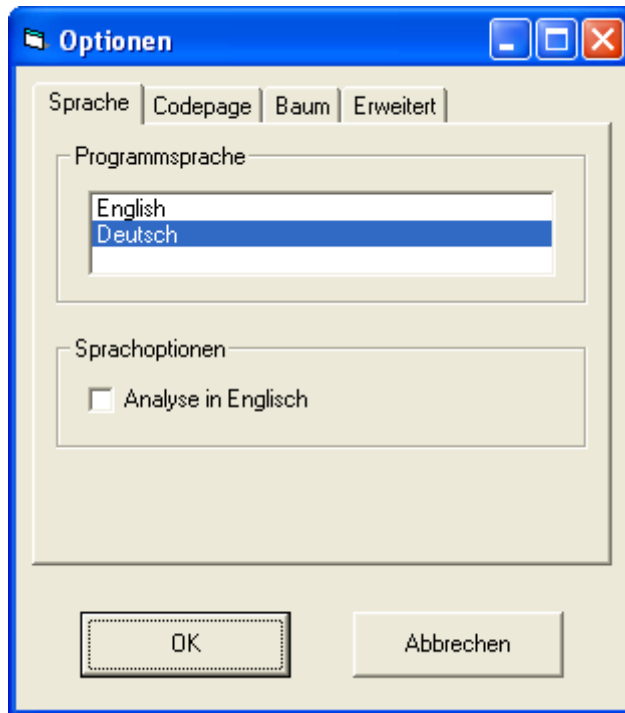 Optionen
Sprache Codepage Baum Erweitert
Programmsprache
English
Deutsch
Sprachoptionen
Analyse in Englisch
OK Abbrechen